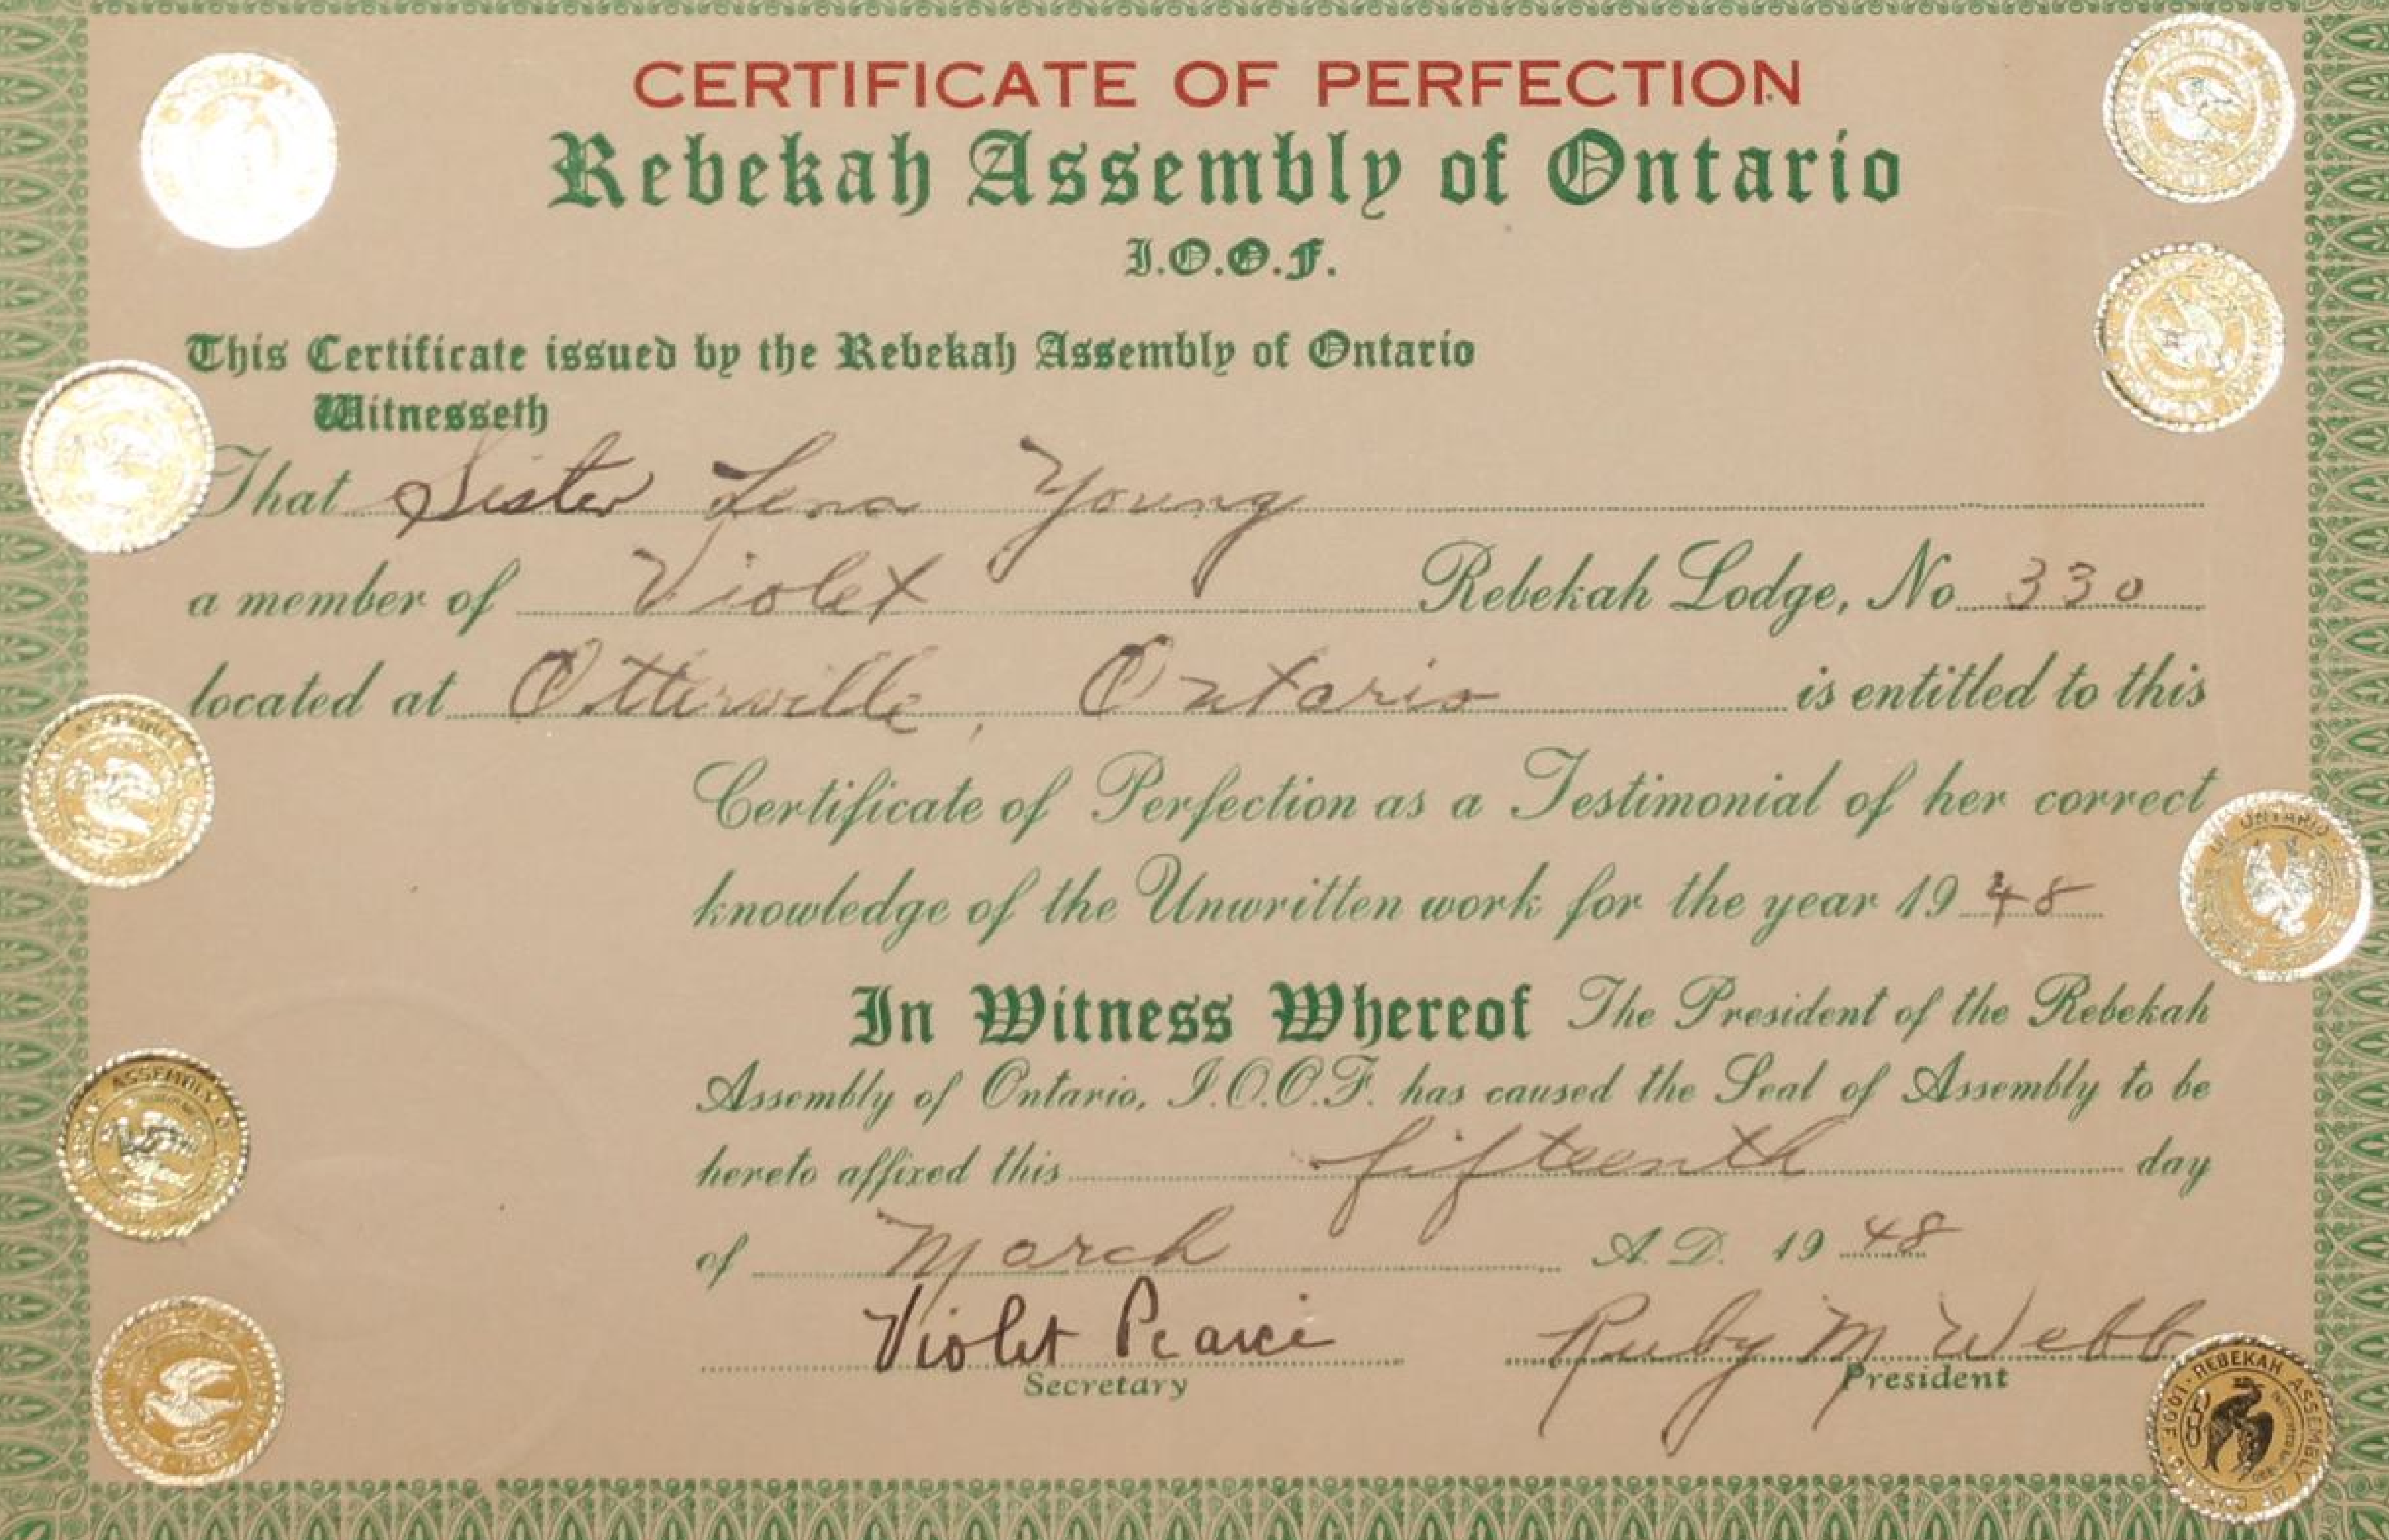 CERTIFICATE OF PERFECTION
Rebekah Assembly of Ontario
I.O.O.F.
This Certificate issued by the Rebekah Assembly of Ontario
Witnesseth
That Sister Lena Young
a member of Violet Rebekah Lodge, No 330
located at Otterville, Ontario is entitled to this
Certificate of Perfection as a Testimonial of her correct
knowledge of the Unwritten work for the year 1948
In Witness Whereof The President of the Rebekah
Assembly of Ontario, I.O.O.F. has caused the Seal of Assembly to be
hereto affixed this fifteenth day
of March A.D. 1948
Violet Pearce Ruby M Webb
Secretary President
REBEKAH ASSEMBLY OF ONTARIO I.O.O.F.